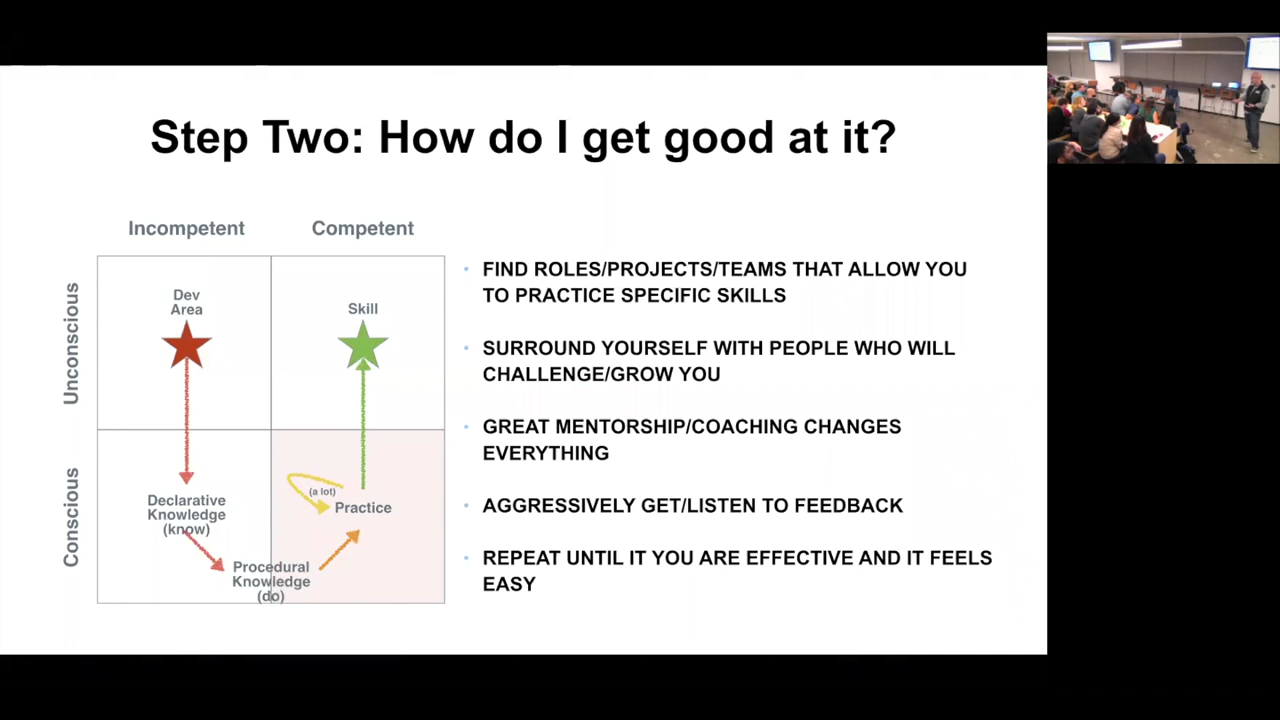 Step Two: How do I get good at it?
Incompetent
Competent
Unconscious
Conscious
Dev
Area
Skill
Declarative
Knowledge
(know)
Procedural
Knowledge
(do)
(a lot)
Practice
FIND ROLES/PROJECTS/TEAMS THAT ALLOW YOU
TO PRACTICE SPECIFIC SKILLS
SURROUND YOURSELF WITH PEOPLE WHO WILL
CHALLENGE/GROW YOU
GREAT MENTORSHIP/COACHING CHANGES
EVERYTHING
AGGRESSIVELY GET/LISTEN TO FEEDBACK
REPEAT UNTIL IT YOU ARE EFFECTIVE AND IT FEELS
EASY